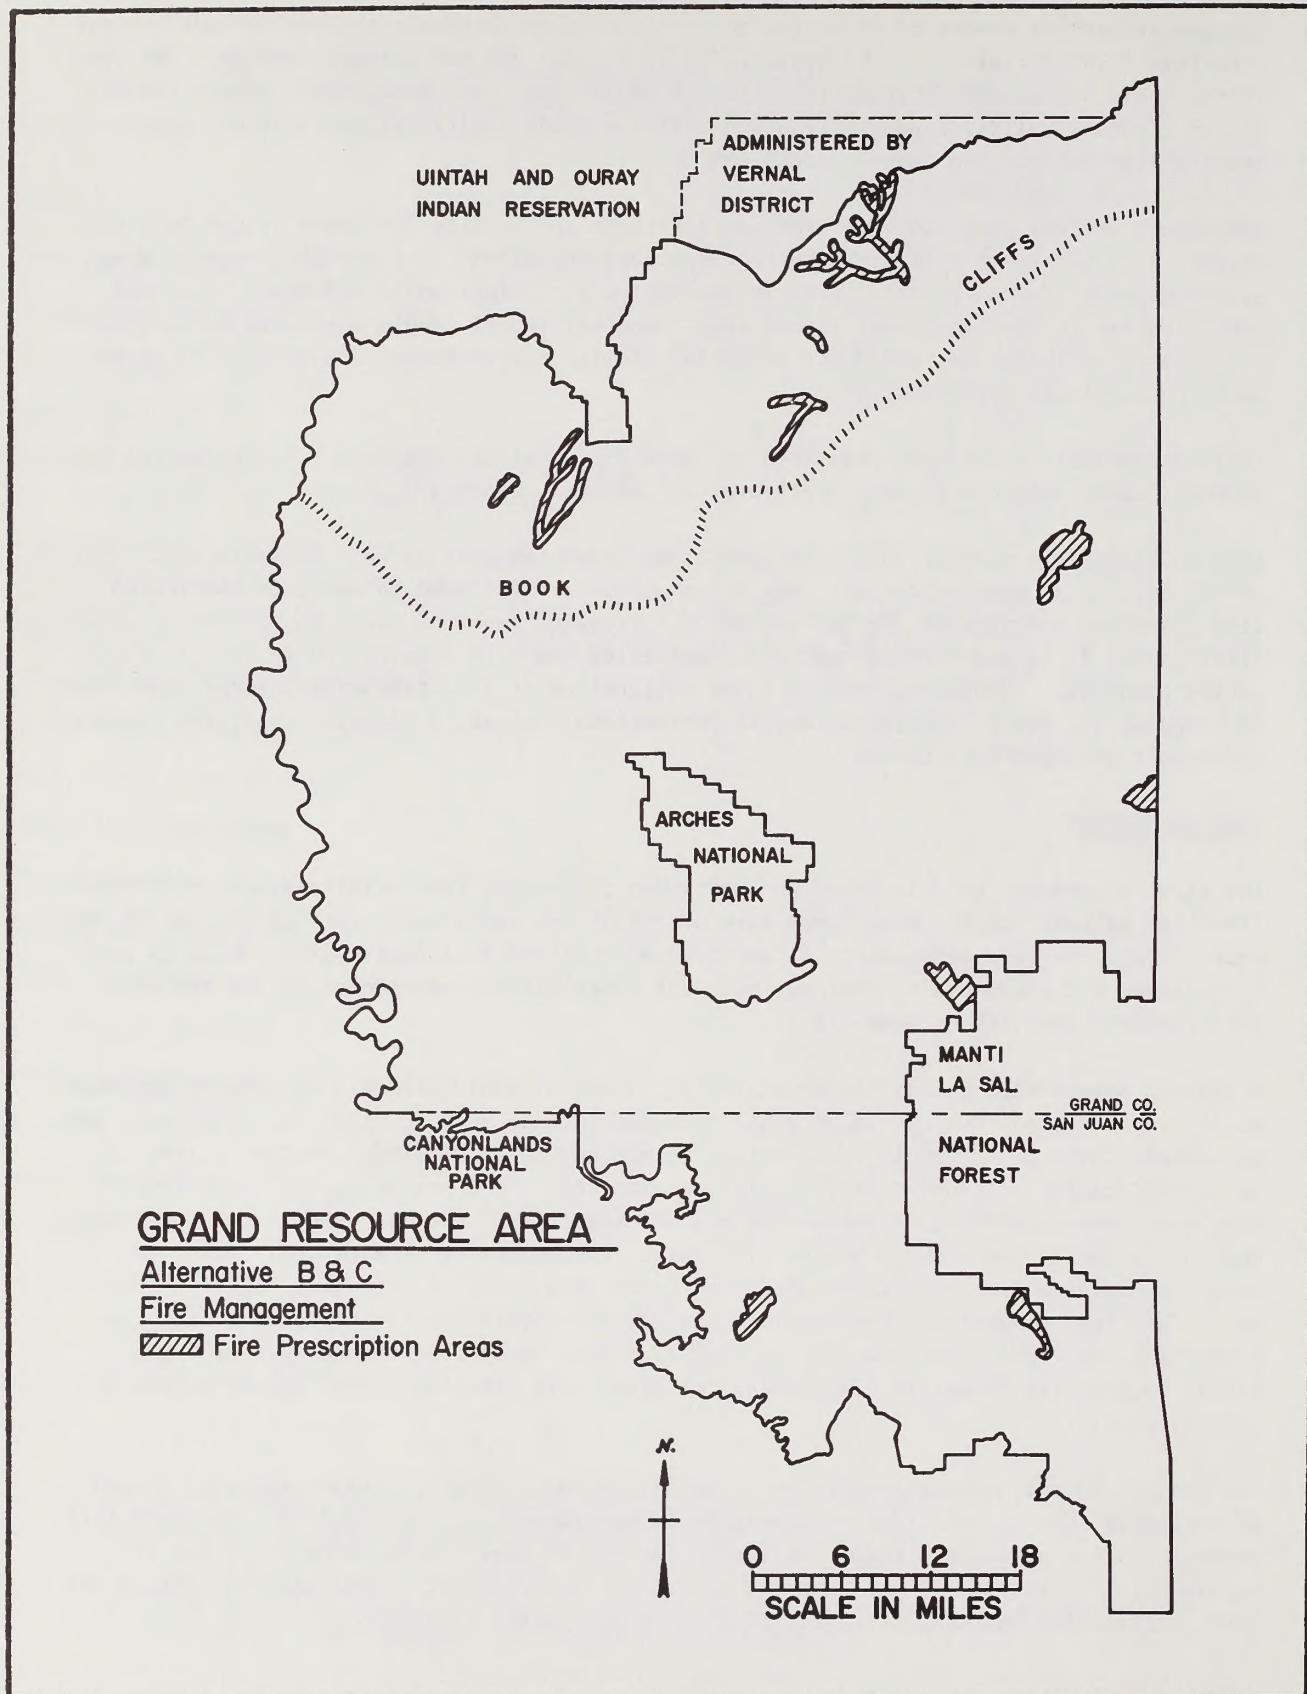 ADMINISTERED BY
VERNAL
DISTRICT
UINTAH AND OURAY
INDIAN RESERVATION
CLIFFS
BOOK
ARCHES
NATIONAL
PARK
MANTI
LA SAL
GRAND CO.
SAN JUAN CO.
NATIONAL
FOREST
CANYONLANDS
NATIONAL
PARK
GRAND RESOURCE AREA
Alternative B & C
Fire Management
Fire Prescription Areas
N.
0 6 12 18
SCALE IN MILES